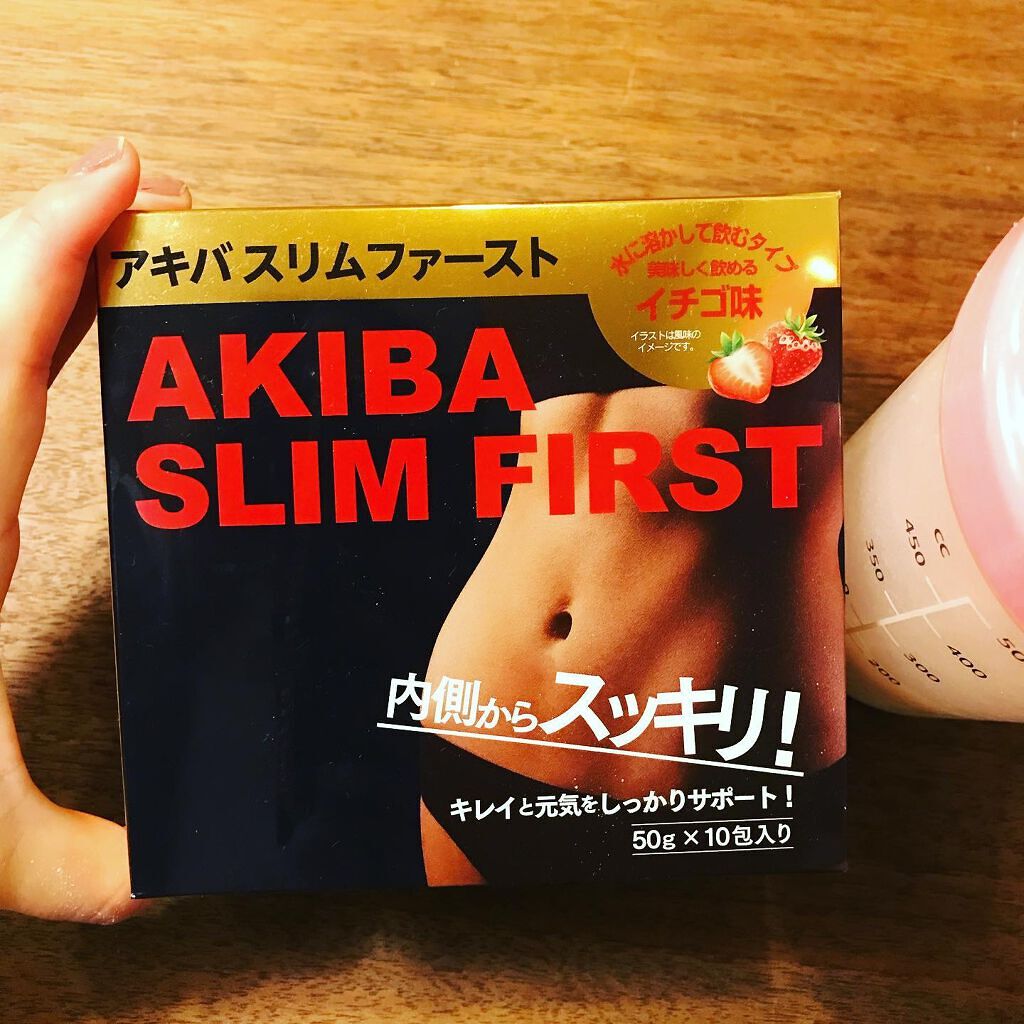 アキバ スリムファースト
水に溶かして飲むタイプ
美味しく飲める
イチゴ味
イラストは風味の
イメージです。
AKIBA
SLIM FIRST
内側からスッキリ!
キレイと元気をしっかりサポート!
50g×10包入り
CC
450
350
400
300
200
50